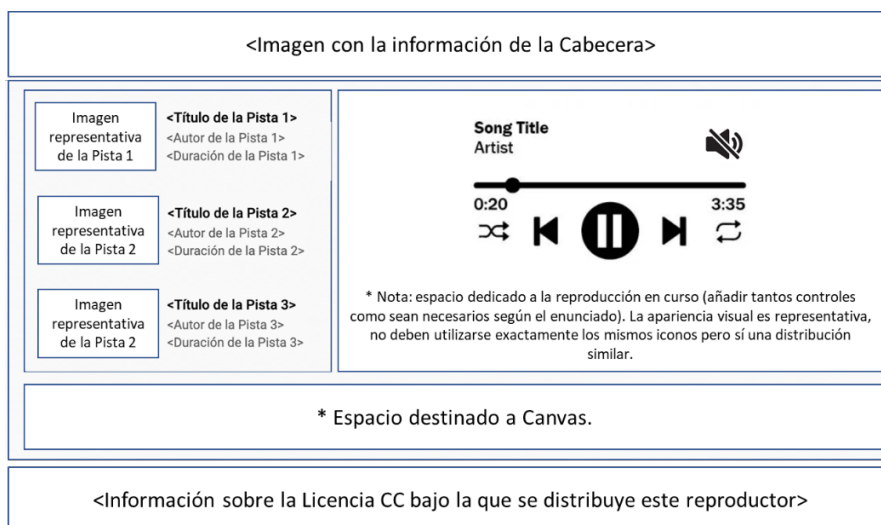 <Imagen con la información de la Cabecera>
Imagen
representativa
de la Pista 1
<Título de la Pista 1>
<Autor de la Pista 1>
<Duración de la Pista 1>
Imagen
representativa
de la Pista 2
<Título de la Pista 2>
<Autor de la Pista 2>
<Duración de la Pista 2>
Imagen
representativa
de la Pista 2
<Título de la Pista 3>
<Autor de la Pista 3>
<Duración de la Pista 3>
Song Title
Artist
0:20 3:35
* Nota: espacio dedicado a la reproducción en curso (añadir tantos controles
como sean necesarios según el enunciado). La apariencia visual es representativa,
no deben utilizarse exactamente los mismos iconos pero sí una distribución
similar.
* Espacio destinado a Canvas.
<Información sobre la Licencia CC bajo la que se distribuye este reproductor>